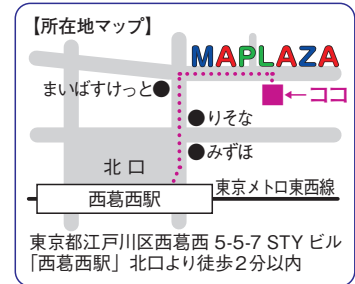 【所在地マップ】
MAPLAZA
まいばすけっと●
←ココ
●りそな
●みずほ
北口
東京メトロ東西線
西葛西駅
東京都江戸川区西葛西 5-5-7 STY ビル
「西葛西駅」北口より徒歩２分以内